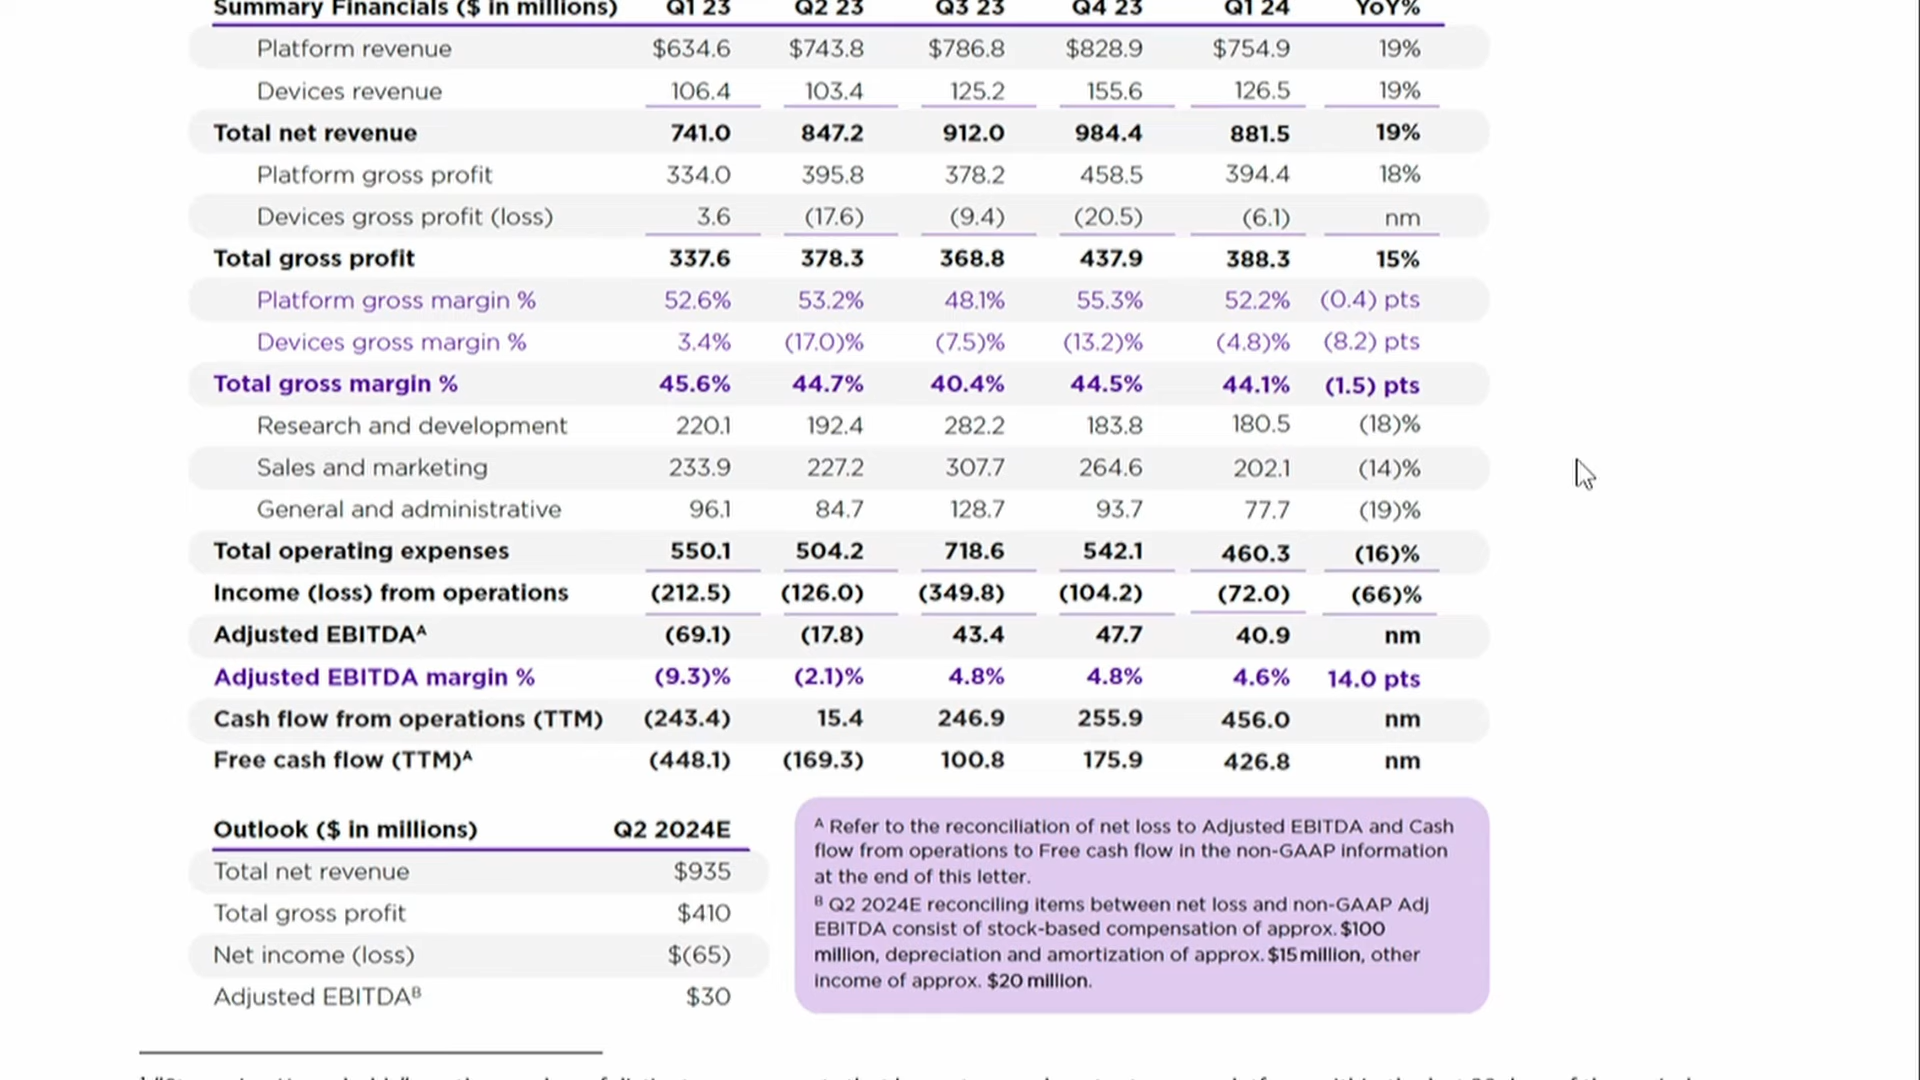 Summary Financials ($ in millions) Q1 23 Q2 23 Q3 23 Q4 23 Q1 24 YoY%
Platform revenue $634.6 $743.8 $786.8 $828.9 $754.9 19%
Devices revenue 106.4 103.4 125.2 155.6 126.5 19%
Total net revenue 741.0 847.2 912.0 984.4 881.5 19%
Platform gross profit 334.0 395.8 378.2 458.5 394.4 18%
Devices gross profit (loss) 3.6 (17.6) (9.4) (20.5) (6.1) nm
Total gross profit 337.6 378.3 368.8 437.9 388.3 15%
Platform gross margin % 52.6% 53.2% 48.1% 55.3% 52.2% (0.4) pts
Devices gross margin % 3.4% (17.0)% (7.5)% (13.2)% (4.8)% (8.2) pts
Total gross margin % 45.6% 44.7% 40.4% 44.5% 44.1% (1.5) pts
Research and development 220.1 192.4 282.2 183.8 180.5 (18)%
Sales and marketing 233.9 227.2 307.7 264.6 202.1 (14)%
General and administrative 96.1 84.7 128.7 93.7 77.7 (19)%
Total operating expenses 550.1 504.2 718.6 542.1 460.3 (16)%
Income (loss) from operations (212.5) (126.0) (349.8) (104.2) (72.0) (66)%
Adjusted EBITDAᴬ (69.1) (17.8) 43.4 47.7 40.9 nm
Adjusted EBITDA margin % (9.3)% (2.1)% 4.8% 4.8% 4.6% 14.0 pts
Cash flow from operations (TTM) (243.4) 15.4 246.9 255.9 456.0 nm
Free cash flow (TTM)ᴬ (448.1) (169.3) 100.8 175.9 426.8 nm
Outlook ($ in millions) Q2 2024E
Total net revenue $935
Total gross profit $410
Net income (loss) $(65)
Adjusted EBITDAᴮ $30
ᴬ Refer to the reconciliation of net loss to Adjusted EBITDA and Cash
flow from operations to Free cash flow in the non-GAAP information
at the end of this letter.
ᴮ Q2 2024E reconciling items between net loss and non-GAAP Adj
EBITDA consist of stock-based compensation of approx. $100
million, depreciation and amortization of approx. $15 million, other
income of approx. $20 million.